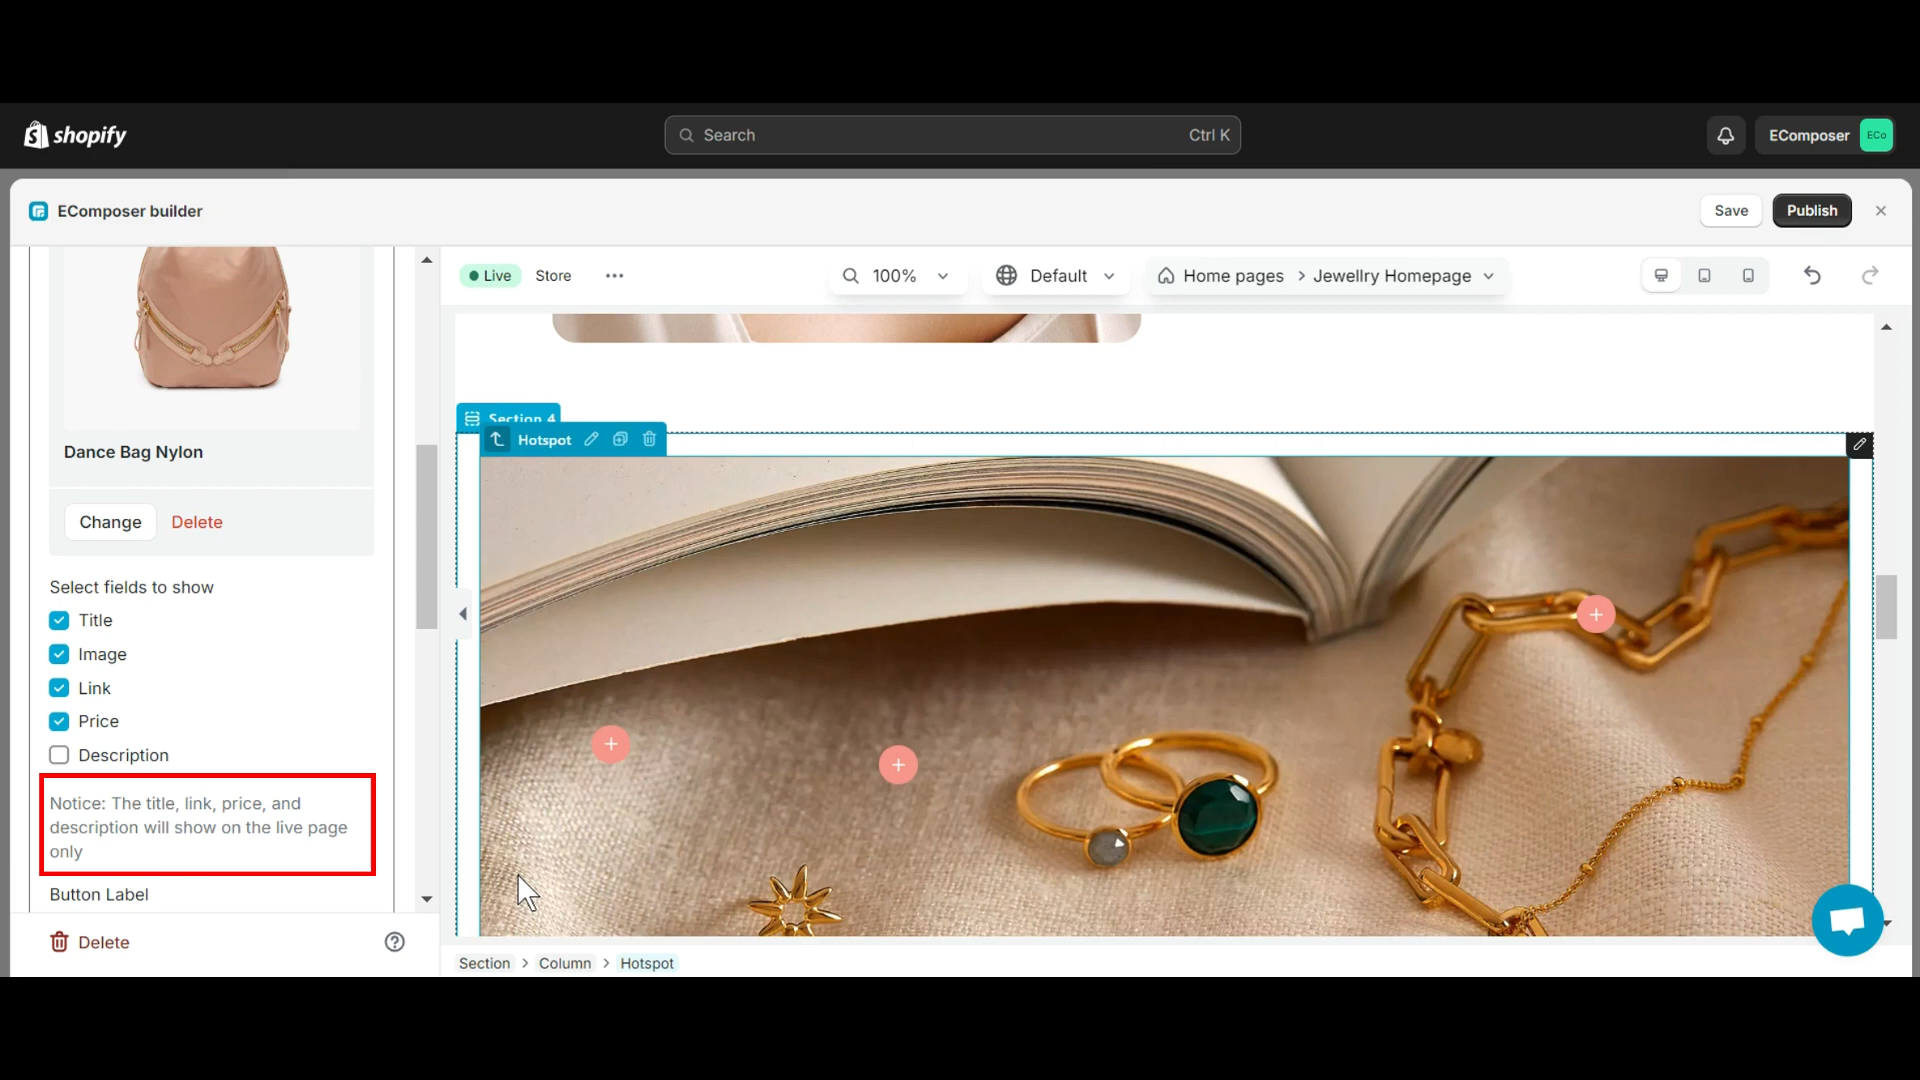 shopify
Search
Ctrl K
EComposer
ECo
EComposer builder
Save
Publish
Live
Store
100%
Default
Home pages > Jewellry Homepage
Section 4
Hotspot
Dance Bag Nylon
Change
Delete
Select fields to show
Title
Image
Link
Price
Description
Notice: The title, link, price, and
description will show on the live page
only
Button Label
Delete
Section > Column > Hotspot